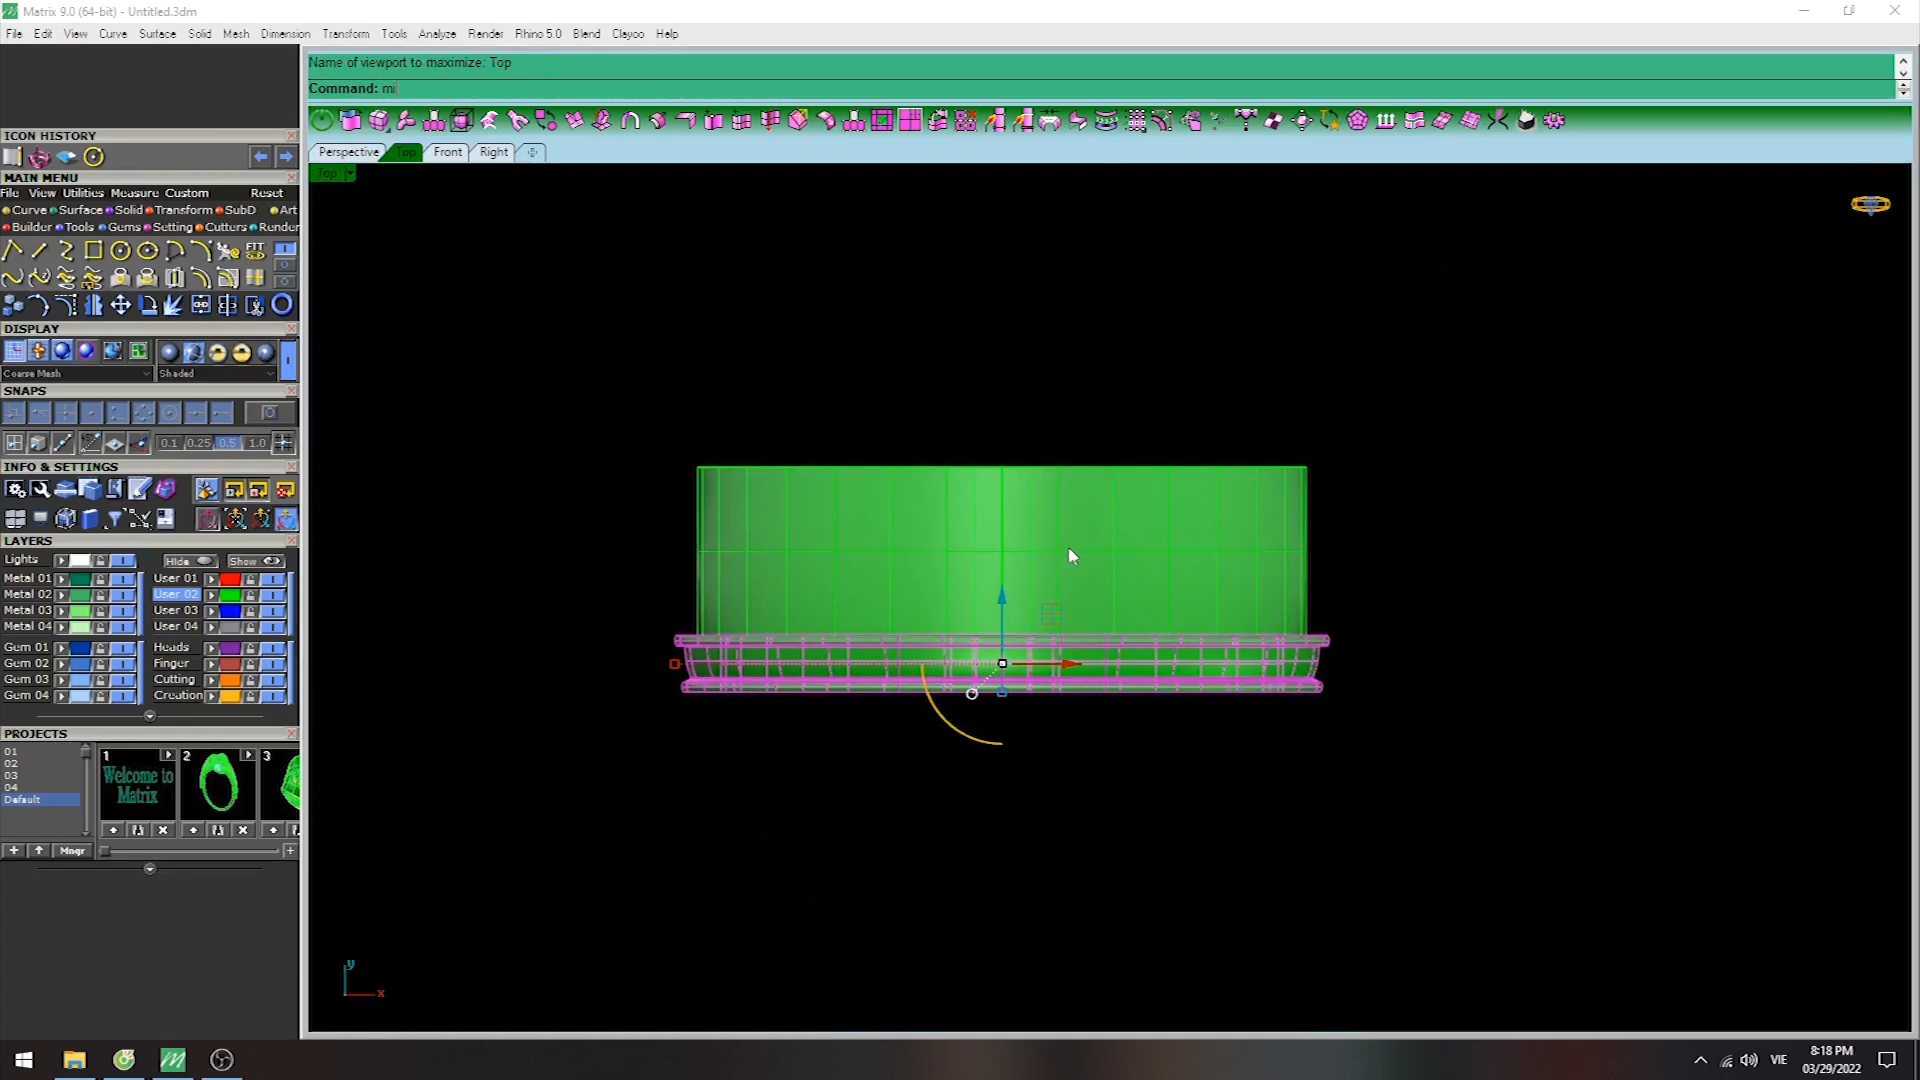 Matrix 9.0 (64-bit) - Untitled.3dm
File Edit View Curve Surface Solid Mesh Dimension Transform Tools Analyze Render Rhino 5.0 Blend Clayoo Help
Name of viewport to maximize: Top
Command: mi
ICON HISTORY
MAIN MENU
File View Utilities Measure Custom Reset
Curve Surface Solid Transform SubD Art
Builder Tools Gems Setting Cutters Render
FIT
DISPLAY
Coarse Mesh Shaded
SNAPS
0.1 0.25 0.5 1.0
INFO & SETTINGS
LAYERS
Lights Hide Show
Metal 01 User 01
Metal 02 User 02
Metal 03 User 03
Metal 04 User 04
Gem 01 Heads
Gem 02 Finger
Gem 03 Cutting
Gem 04 Creation
PROJECTS
01
02
03
04
Default
1 2 3
Welcome to
Matrix
Mngr
Perspective Top Front Right
Top
y
x
VIE
8:18 PM
03/29/2022